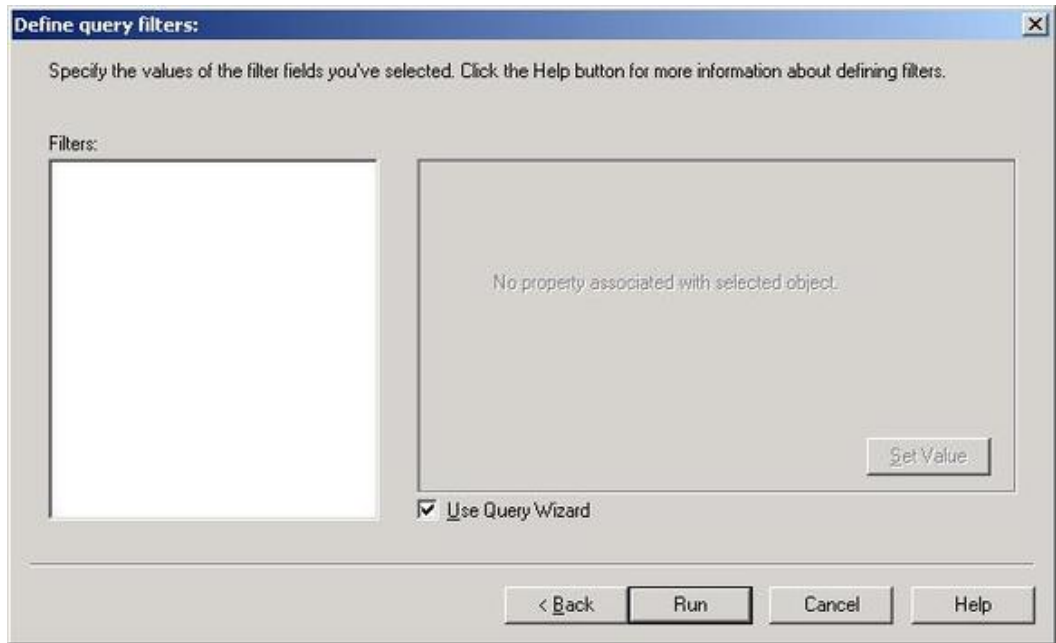 Define query filters:
Specify the values of the filter fields you've selected. Click the Help button for more information about defining filters.
Filters:
No property associated with selected object.
Set Value
Use Query Wizard
< Back Run Cancel Help